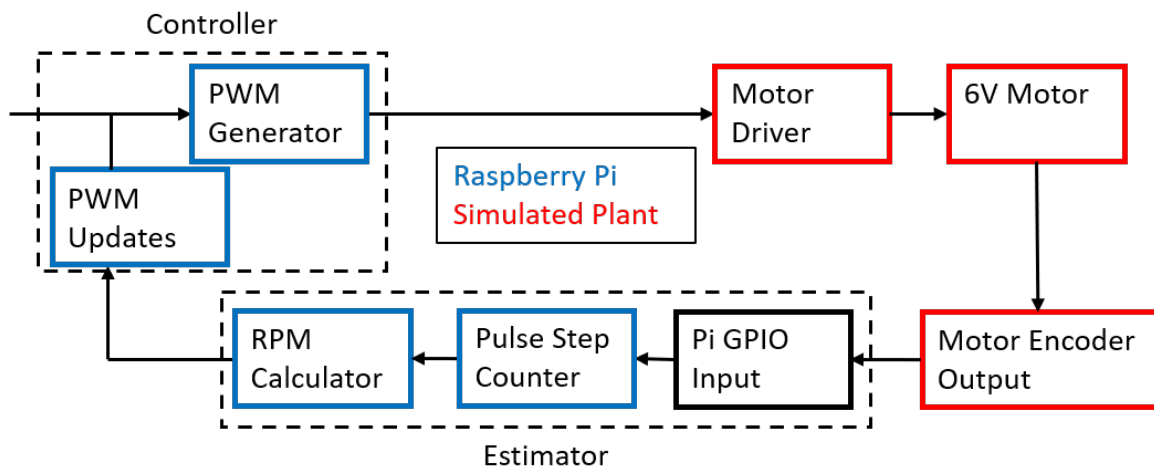 Controller
PWM
Generator
Motor
Driver
6V Motor
Raspberry Pi
Simulated Plant
PWM
Updates
RPM
Calculator
Pulse Step
Counter
Pi GPIO
Input
Motor Encoder
Output
Estimator